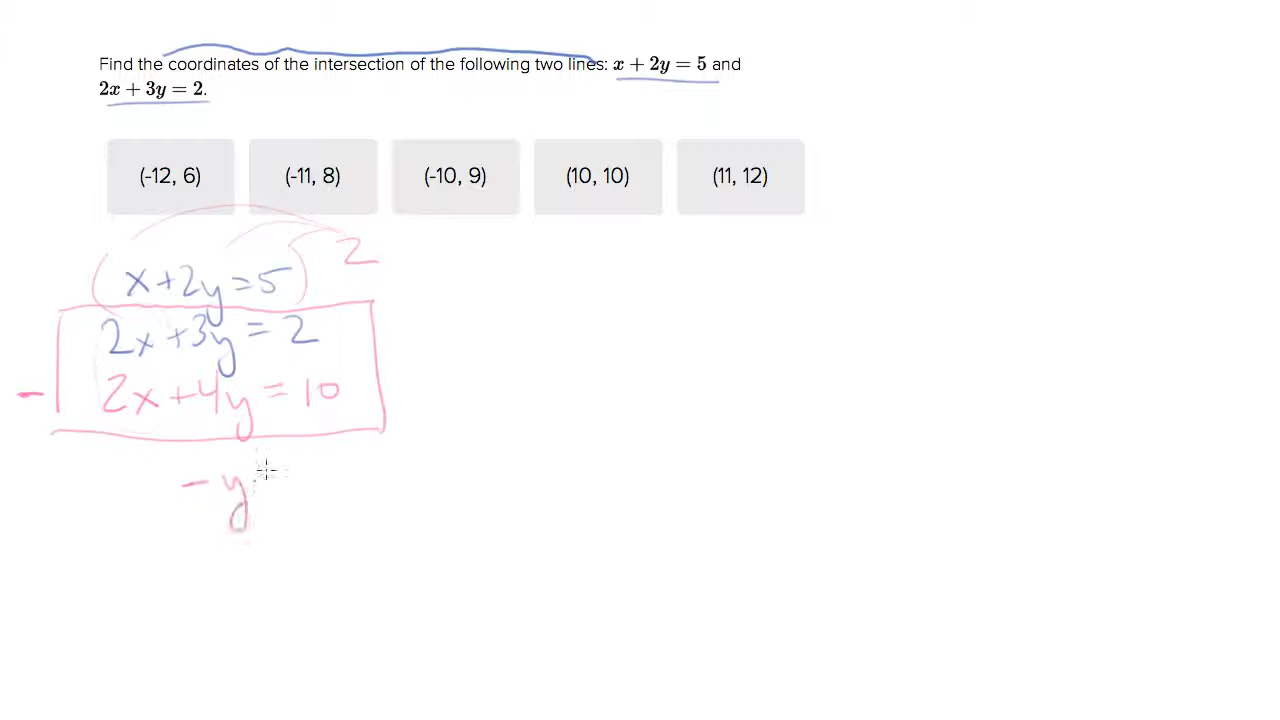 Find the coordinates of the intersection of the following two lines: x + 2y = 5 and
2x + 3y = 2.
(-12, 6) (-11, 8) (-10, 9) (10, 10) (11, 12)
2
(x+2y=5)
2x+3y=2
- 2x+4y=10
-y